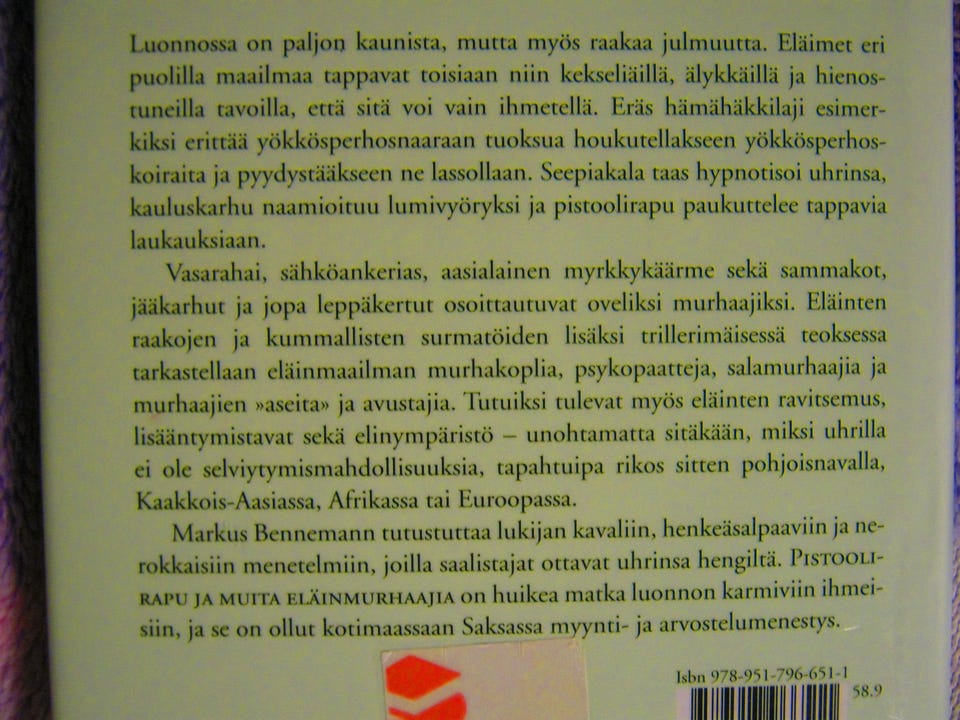 Luonnossa on paljon kaunista, mutta myös raakaa julmuutta. Eläimet eri
puolilla maailmaa tappavat toisiaan niin kekseliäillä, älykkäillä ja hienos-
tuneilla tavoilla, että sitä voi vain ihmetellä. Eräs hämähäkkilaji esimer-
kiksi erittää yökkösperhosnaaraan tuoksua houkutellakseen yökkösperhos-
koiraita ja pyydystääkseen ne lassollaan. Seepiakala taas hypnotisoi uhrinsa,
kauluskarhu naamioituu lumivyöryksi ja pistoolirapu paukuttelee tappavia
laukauksiaan.
Vasarahai, sähköankerias, aasialainen myrkkykäärme sekä sammakot,
jääkarhut ja jopa leppäkertut osoittautuvat oveliksi murhaajiksi. Eläinten
raakojen ja kummallisten surmatöiden lisäksi trillerimäisessä teoksessa
tarkastellaan eläinmaailman murhakoplia, psykopaatteja, salamurhaajia ja
murhaajien »aseita» ja avustajia. Tutuiksi tulevat myös eläinten ravitsemus,
lisääntymistavat sekä elinympäristö – unohtamatta sitäkään, miksi uhrilla
ei ole selviytymismahdollisuuksia, tapahtuipa rikos sitten pohjoisnavalla,
Kaakkois-Aasiassa, Afrikassa tai Euroopassa.
Markus Bennemann tutustuttaa lukijan kavaliin, henkeäsalpaaviin ja ne-
rokkaisiin menetelmiin, joilla saalistajat ottavat uhrinsa hengiltä. PISTOOLI-
RAPU JA MUITA ELÄINMURHAAJIA on huikea matka luonnon karmiviin ihmei-
siin, ja se on ollut kotimaassaan Saksassa myynti- ja arvostelumenestys.
Isbn 978-951-796-651-1
58.9